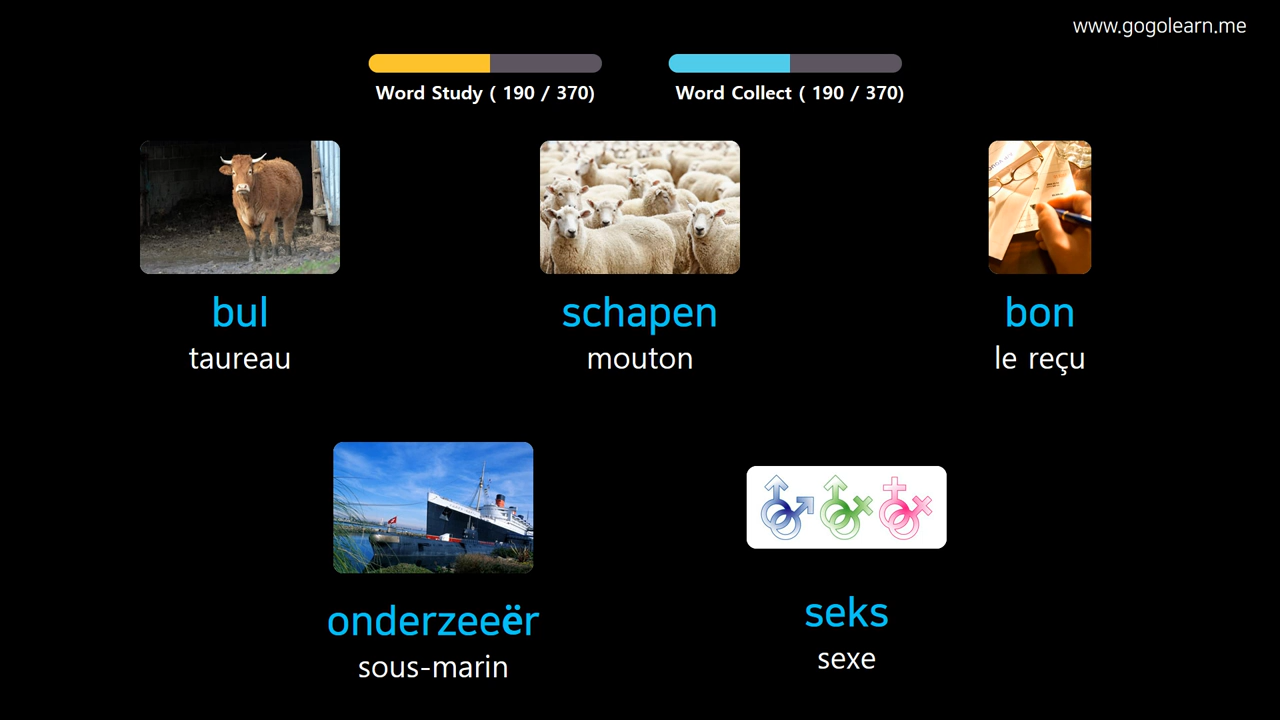 www.gogolearn.me
Word Study ( 190 / 370)
Word Collect ( 190 / 370)
bul
taureau
schapen
mouton
bon
le reçu
onderzeeër
sous-marin
seks
sexe